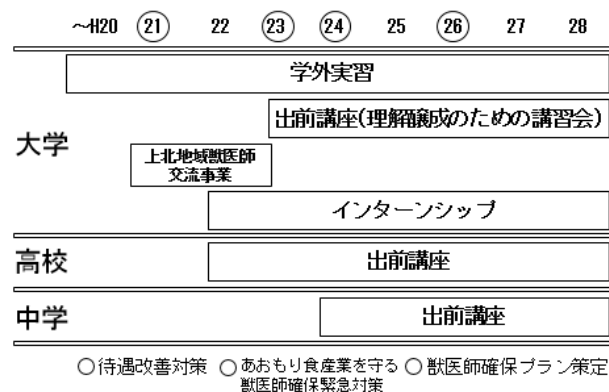 ～H20 21 22 23 24 25 26 27 28
学外実習
出前講座(理解醸成のための講習会)
大学
上北地域獣医師
交流事業
インターンシップ
高校 出前講座
中学 出前講座
○待遇改善対策 ○あおもり食産業を守る ○獣医師確保プラン策定
獣医師確保緊急対策